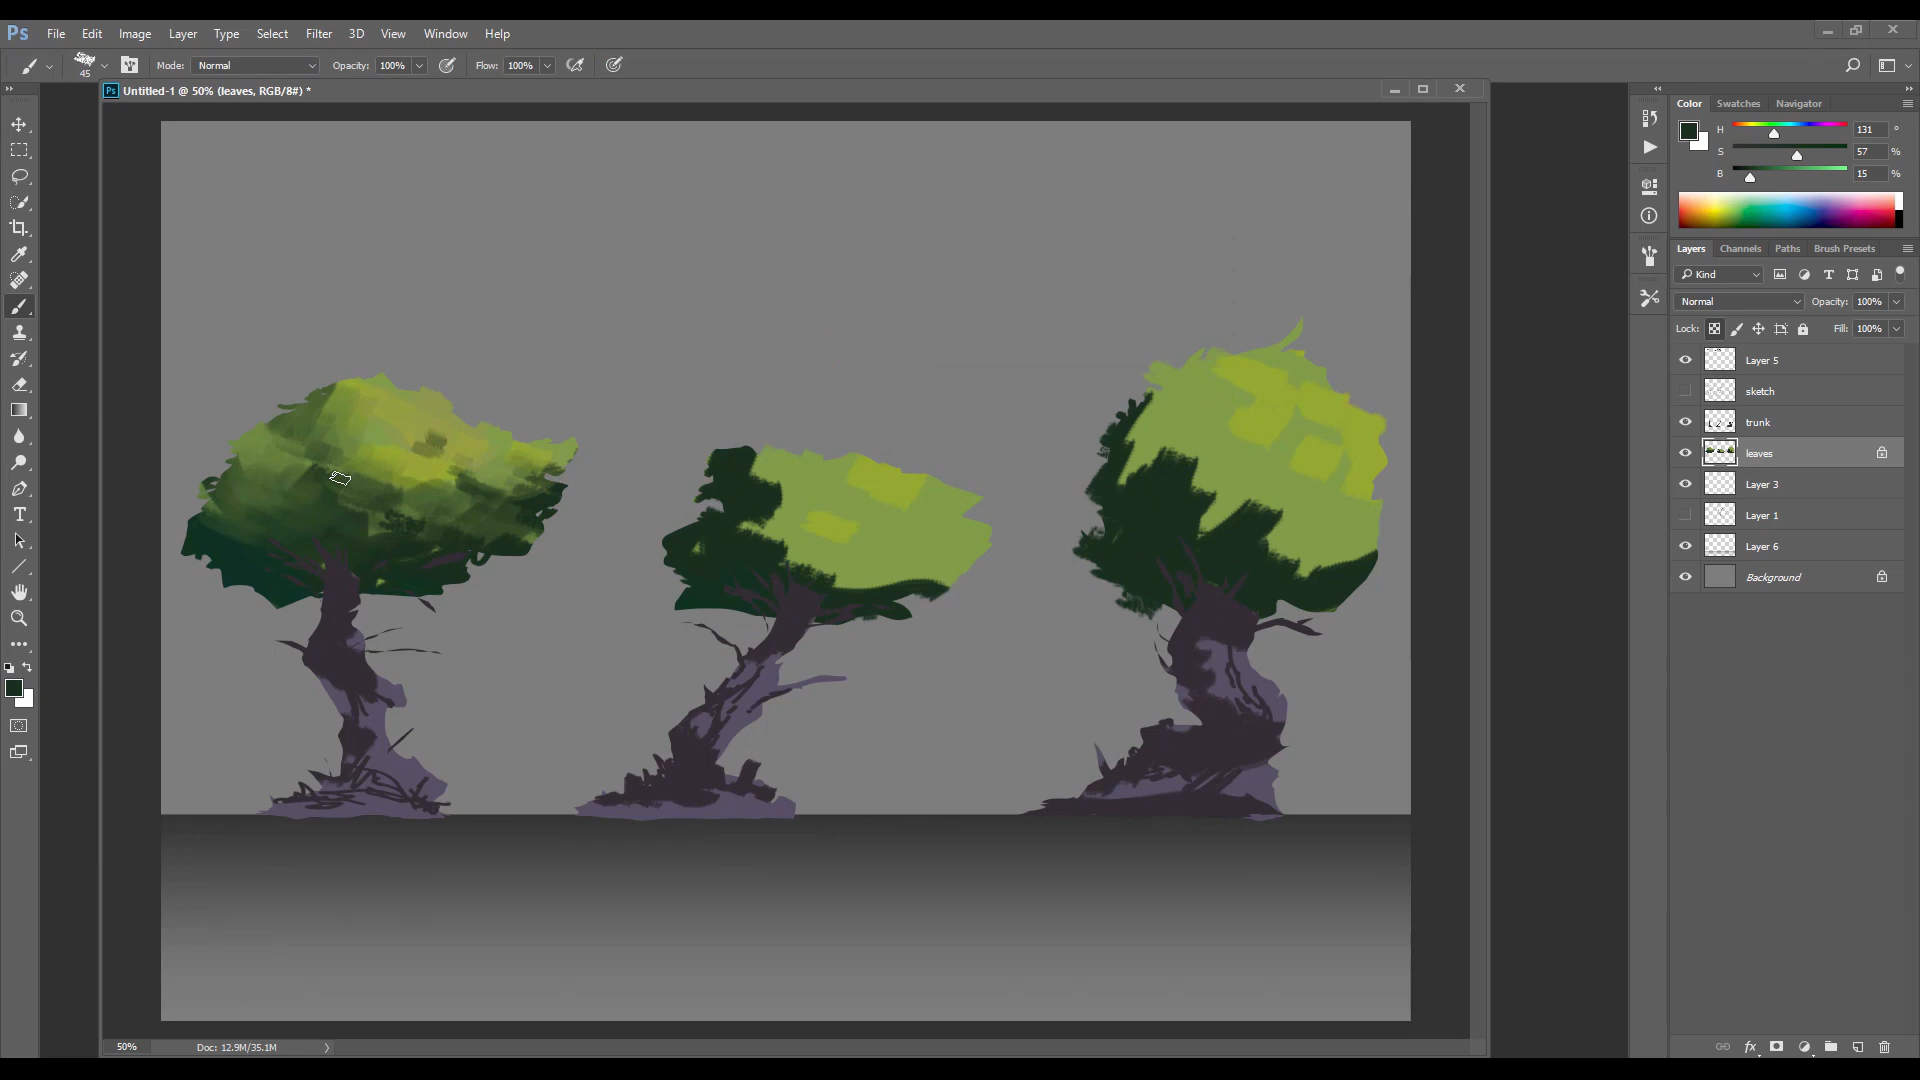 Ps File Edit Image Layer Type Select Filter 3D View Window Help
45 Mode: Normal Opacity: 100% Flow: 100%
Ps Untitled-1 @ 50% (leaves, RGB/8#) *
Color Swatches Navigator
H 131 °
S 57 %
B 15 %
Layers Channels Paths Brush Presets
Kind
Normal Opacity: 100%
Lock: Fill: 100%
Layer 5
sketch
trunk
leaves
Layer 3
Layer 1
Layer 6
Background
50% Doc: 12.9M/35.1M
fx